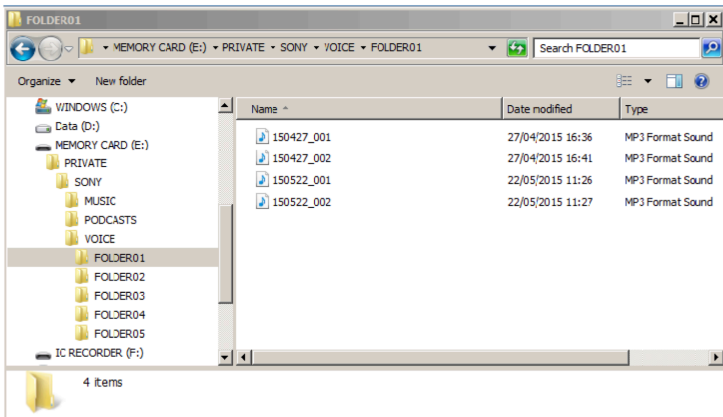 FOLDER01
MEMORY CARD (E:) PRIVATE SONY VOICE FOLDER01 Search FOLDER01
Organize New folder
WINDOWS (C:)
Data (D:)
MEMORY CARD (E:)
PRIVATE
SONY
MUSIC
PODCASTS
VOICE
FOLDER01
FOLDER02
FOLDER03
FOLDER04
FOLDER05
IC RECORDER (F:)
Name Date modified Type
150427_001 27/04/2015 16:36 MP3 Format Sound
150427_002 27/04/2015 16:41 MP3 Format Sound
150522_001 22/05/2015 11:26 MP3 Format Sound
150522_002 22/05/2015 11:27 MP3 Format Sound
4 items